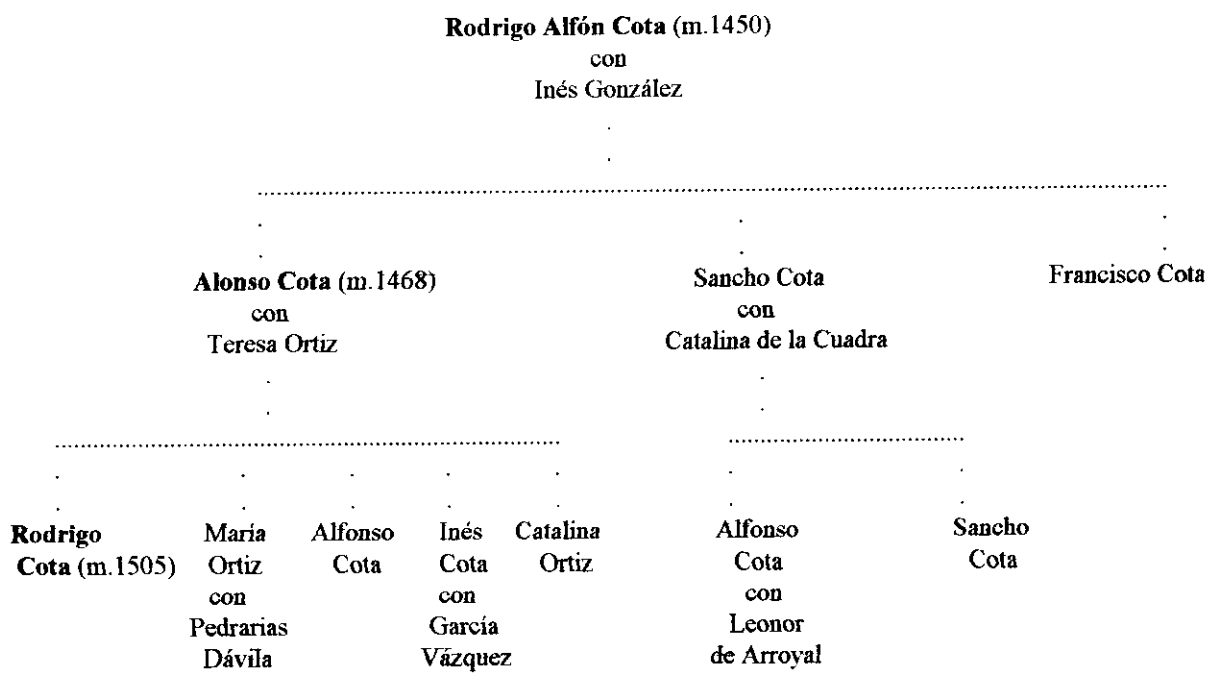 Rodrigo Alfón Cota (m.1450)
con
Inés González
Alonso Cota (m.1468)
con
Teresa Ortiz
Sancho Cota
con
Catalina de la Cuadra
Francisco Cota
Rodrigo
Cota (m.1505)
María
Ortiz
con
Pedrarias
Dávila
Alfonso
Cota
Inés
Cota
con
García
Vázquez
Catalina
Ortiz
Alfonso
Cota
con
Leonor
de Arroyal
Sancho
Cota